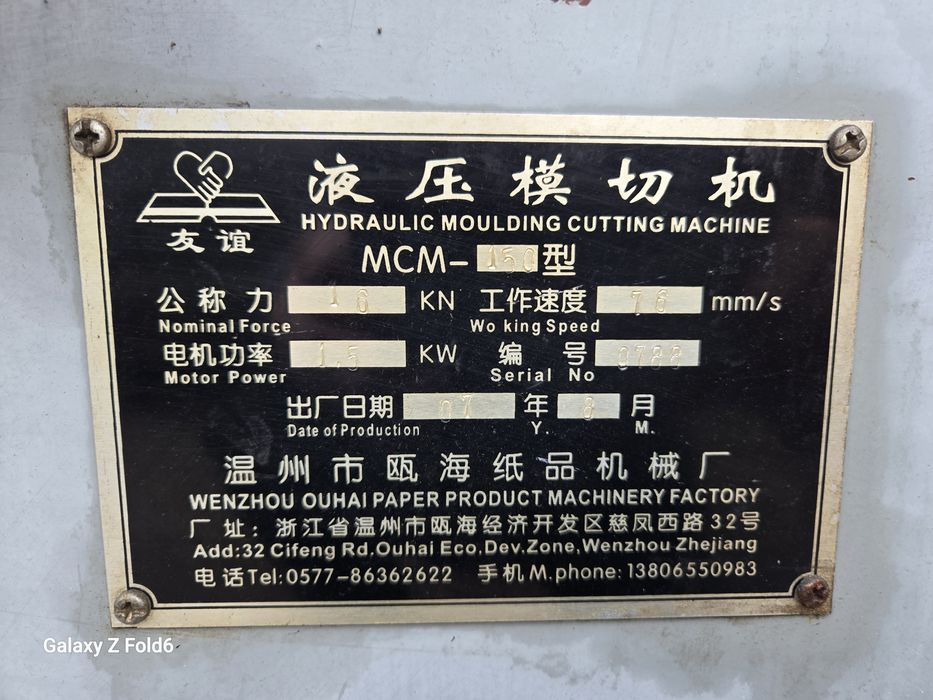 友谊
液压模切机
HYDRAULIC MOULDING CUTTING MACHINE
MCM-450型
公称力 16 KN 工作速度 76 mm/s
Nominal Force Wo king Speed
电机功率 1.5 KW 编号 0788
Motor Power Serial No
出厂日期 07 年 8 月
Date of Production Y. M.
温州市瓯海纸品机械厂
WENZHOU OUHAI PAPER PRODUCT MACHINERY FACTORY
厂址：浙江省温州市瓯海经济开发区慈凤西路32号
Add:32 Cifeng Rd,Ouhai Eco,Dev.Zone,Wenzhou Zhejiang
电话Tel:0577-86362622 手机M.phone:13806550983
Galaxy Z Fold6